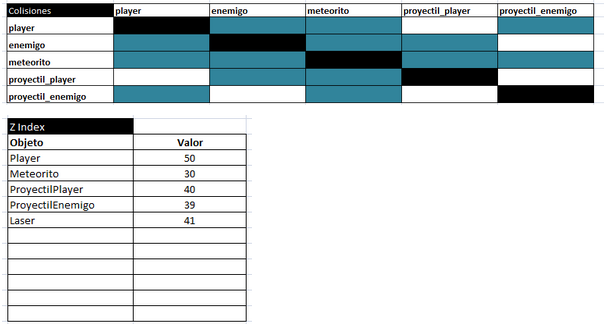 Colisiones player enemigo meteorito proyectil_player proyectil_enemigo
player
enemigo
meteorito
proyectil_player
proyectil_enemigo
Z Index
Objeto Valor
Player 50
Meteorito 30
ProyectilPlayer 40
ProyectilEnemigo 39
Laser 41